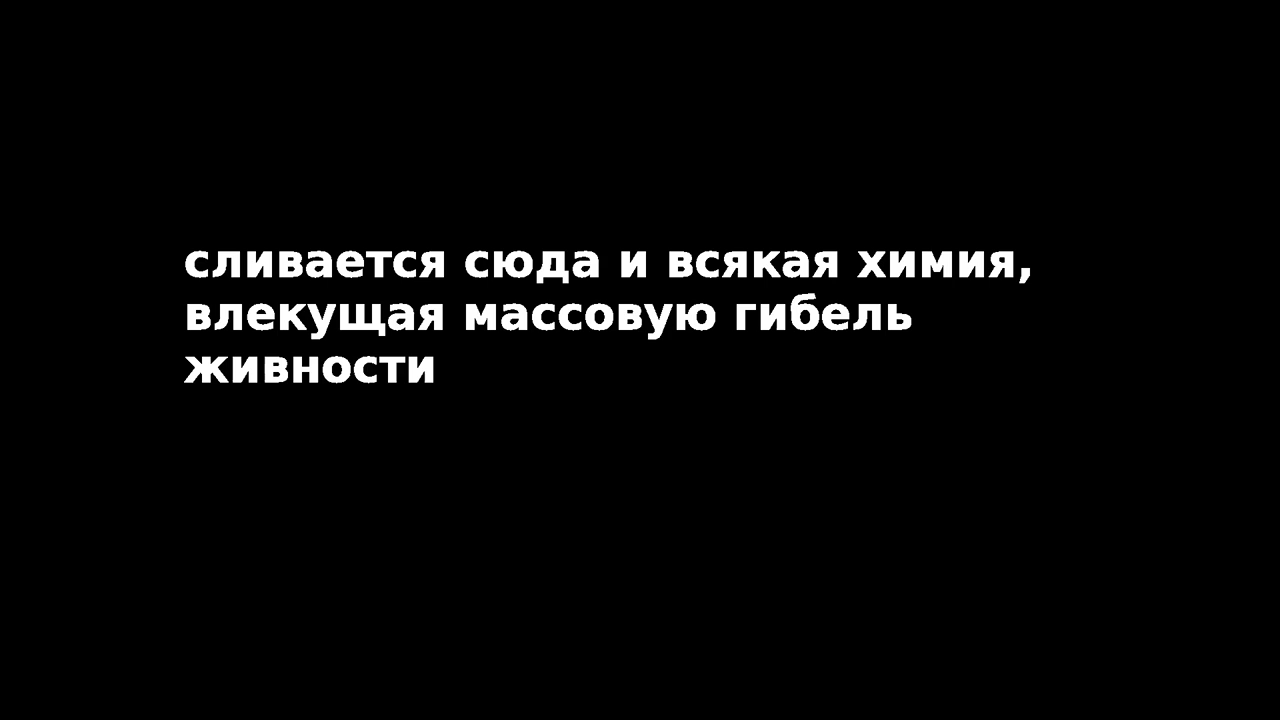 сливается сюда и всякая химия,
влекущая массовую гибель
живности